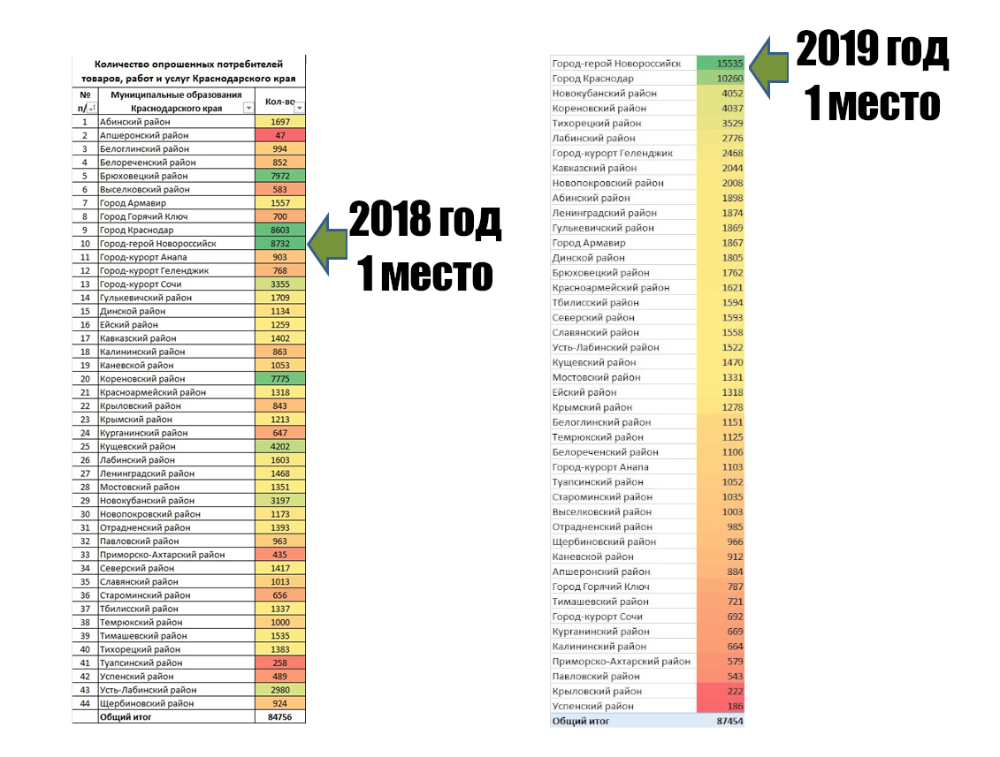 Количество опрошенных потребителей
товаров, работ и услуг Краснодарского края
№ п/ Муниципальные образования Краснодарского края Кол-во
1 Абинский район 1697
2 Апшеронский район 47
3 Белоглинский район 994
4 Белореченский район 852
5 Брюховецкий район 7972
6 Выселковский район 583
7 Город Армавир 1557
8 Город Горячий Ключ 700
9 Город Краснодар 8603
10 Город-герой Новороссийск 8732
11 Город-курорт Анапа 903
12 Город-курорт Геленджик 768
13 Город-курорт Сочи 3355
14 Гулькевичский район 1709
15 Динской район 1134
16 Ейский район 1259
17 Кавказский район 1402
18 Калининский район 863
19 Каневской район 1053
20 Кореновский район 7775
21 Красноармейский район 1318
22 Крыловский район 843
23 Крымский район 1213
24 Курганинский район 647
25 Кущевский район 4202
26 Лабинский район 1603
27 Ленинградский район 1468
28 Мостовский район 1351
29 Новокубанский район 3197
30 Новопокровский район 1173
31 Отрадненский район 1393
32 Павловский район 963
33 Приморско-Ахтарский район 435
34 Северский район 1417
35 Славянский район 1013
36 Староминский район 656
37 Тбилисский район 1337
38 Темрюкский район 1000
39 Тимашевский район 1535
40 Тихорецкий район 1383
41 Туапсинский район 258
42 Успенский район 489
43 Усть-Лабинский район 2980
44 Щербиновский район 924
Общий итог 84756
2018 год
1 место
Город-герой Новороссийск 15535
Город Краснодар 10260
Новокубанский район 4052
Кореновский район 4037
Тихорецкий район 3529
Лабинский район 2776
Город-курорт Геленджик 2468
Кавказский район 2044
Новопокровский район 2008
Абинский район 1898
Ленинградский район 1874
Гулькевичский район 1869
Город Армавир 1867
Динской район 1805
Брюховецкий район 1762
Красноармейский район 1621
Тбилисский район 1594
Северский район 1593
Славянский район 1558
Усть-Лабинский район 1522
Кущевский район 1470
Мостовский район 1331
Ейский район 1318
Крымский район 1278
Белоглинский район 1151
Темрюкский район 1125
Белореченский район 1106
Город-курорт Анапа 1103
Туапсинский район 1052
Староминский район 1035
Выселковский район 1003
Отрадненский район 985
Щербиновский район 966
Каневской район 912
Апшеронский район 884
Город Горячий Ключ 787
Тимашевский район 721
Город-курорт Сочи 692
Курганинский район 669
Калининский район 664
Приморско-Ахтарский район 579
Павловский район 543
Крыловский район 222
Успенский район 186
Общий итог 87454
2019 год
1 место